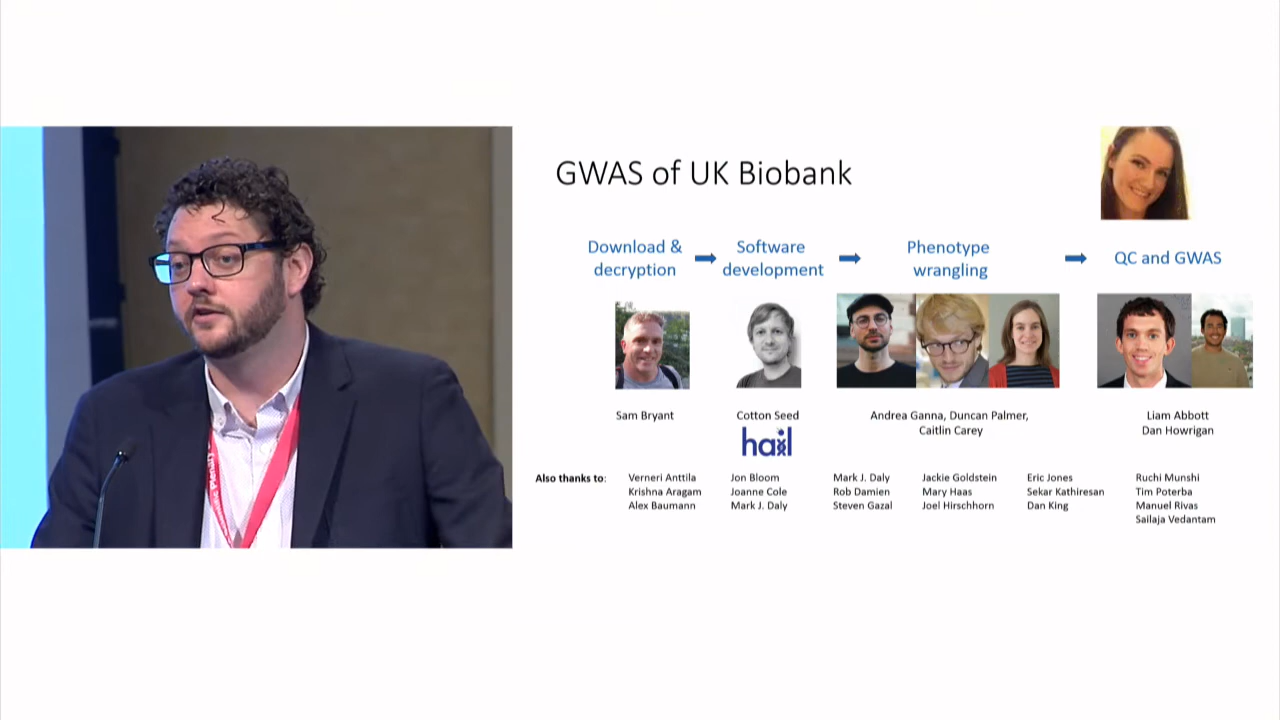 GWAS of UK Biobank
Download &
decryption
Software
development
Phenotype
wrangling
QC and GWAS
Sam Bryant
Cotton Seed
hail
Andrea Ganna, Duncan Palmer,
Caitlin Carey
Liam Abbott
Dan Howrigan
Also thanks to:
Verneri Anttila
Krishna Aragam
Alex Baumann
Jon Bloom
Joanne Cole
Mark J. Daly
Mark J. Daly
Rob Damien
Steven Gazal
Jackie Goldstein
Mary Haas
Joel Hirschhorn
Eric Jones
Sekar Kathiresan
Dan King
Ruchi Munshi
Tim Poterba
Manuel Rivas
Sailaja Vedantam